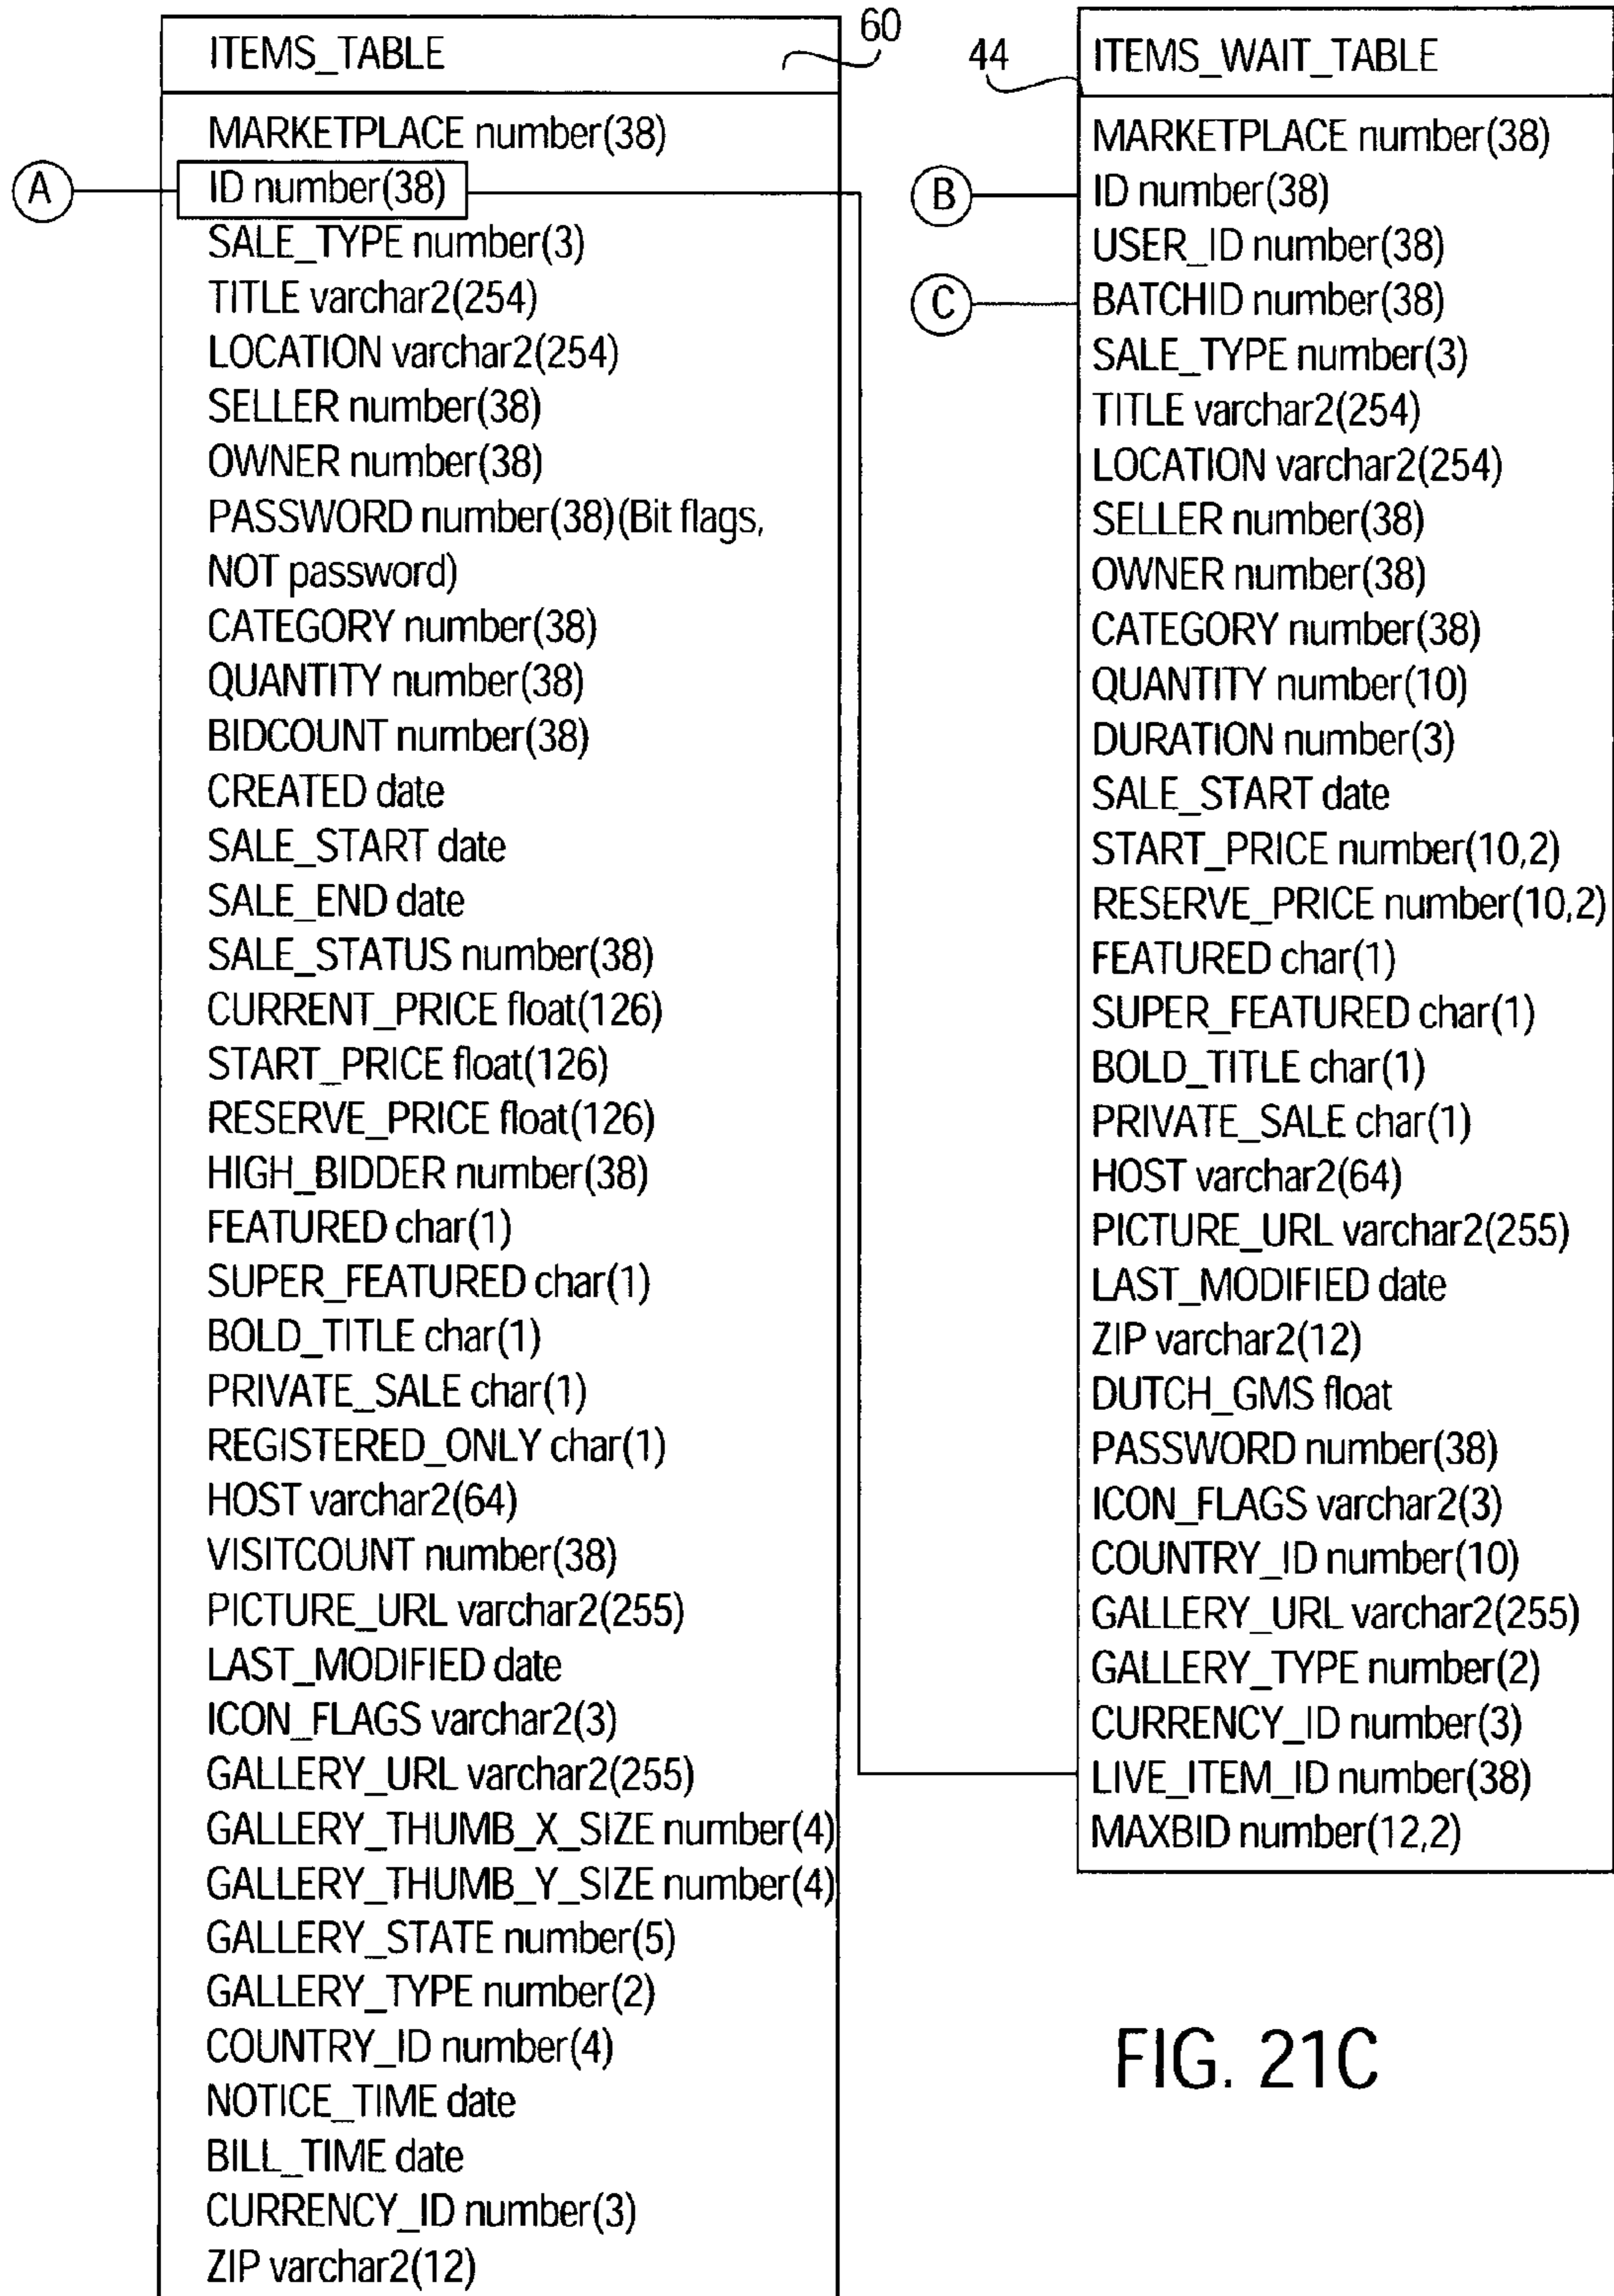 ITEMS_TABLE
60
MARKETPLACE number(38)
A
ID number(38)
SALE_TYPE number(3)
TITLE varchar2(254)
LOCATION varchar2(254)
SELLER number(38)
OWNER number(38)
PASSWORD number(38)(Bit flags,
NOT password)
CATEGORY number(38)
QUANTITY number(38)
BIDCOUNT number(38)
CREATED date
SALE_START date
SALE_END date
SALE_STATUS number(38)
CURRENT_PRICE float(126)
START_PRICE float(126)
RESERVE_PRICE float(126)
HIGH_BIDDER number(38)
FEATURED char(1)
SUPER_FEATURED char(1)
BOLD_TITLE char(1)
PRIVATE_SALE char(1)
REGISTERED_ONLY char(1)
HOST varchar2(64)
VISITCOUNT number(38)
PICTURE_URL varchar2(255)
LAST_MODIFIED date
ICON_FLAGS varchar2(3)
GALLERY_URL varchar2(255)
GALLERY_THUMB_X_SIZE number(4)
GALLERY_THUMB_Y_SIZE number(4)
GALLERY_STATE number(5)
GALLERY_TYPE number(2)
COUNTRY_ID number(4)
NOTICE_TIME date
BILL_TIME date
CURRENCY_ID number(3)
ZIP varchar2(12)
44
ITEMS_WAIT_TABLE
MARKETPLACE number(38)
B
ID number(38)
USER_ID number(38)
C
BATCHID number(38)
SALE_TYPE number(3)
TITLE varchar2(254)
LOCATION varchar2(254)
SELLER number(38)
OWNER number(38)
CATEGORY number(38)
QUANTITY number(10)
DURATION number(3)
SALE_START date
START_PRICE number(10,2)
RESERVE_PRICE number(10,2)
FEATURED char(1)
SUPER_FEATURED char(1)
BOLD_TITLE char(1)
PRIVATE_SALE char(1)
HOST varchar2(64)
PICTURE_URL varchar2(255)
LAST_MODIFIED date
ZIP varchar2(12)
DUTCH_GMS float
PASSWORD number(38)
ICON_FLAGS varchar2(3)
COUNTRY_ID number(10)
GALLERY_URL varchar2(255)
GALLERY_TYPE number(2)
CURRENCY_ID number(3)
LIVE_ITEM_ID number(38)
MAXBID number(12,2)
FIG. 21C